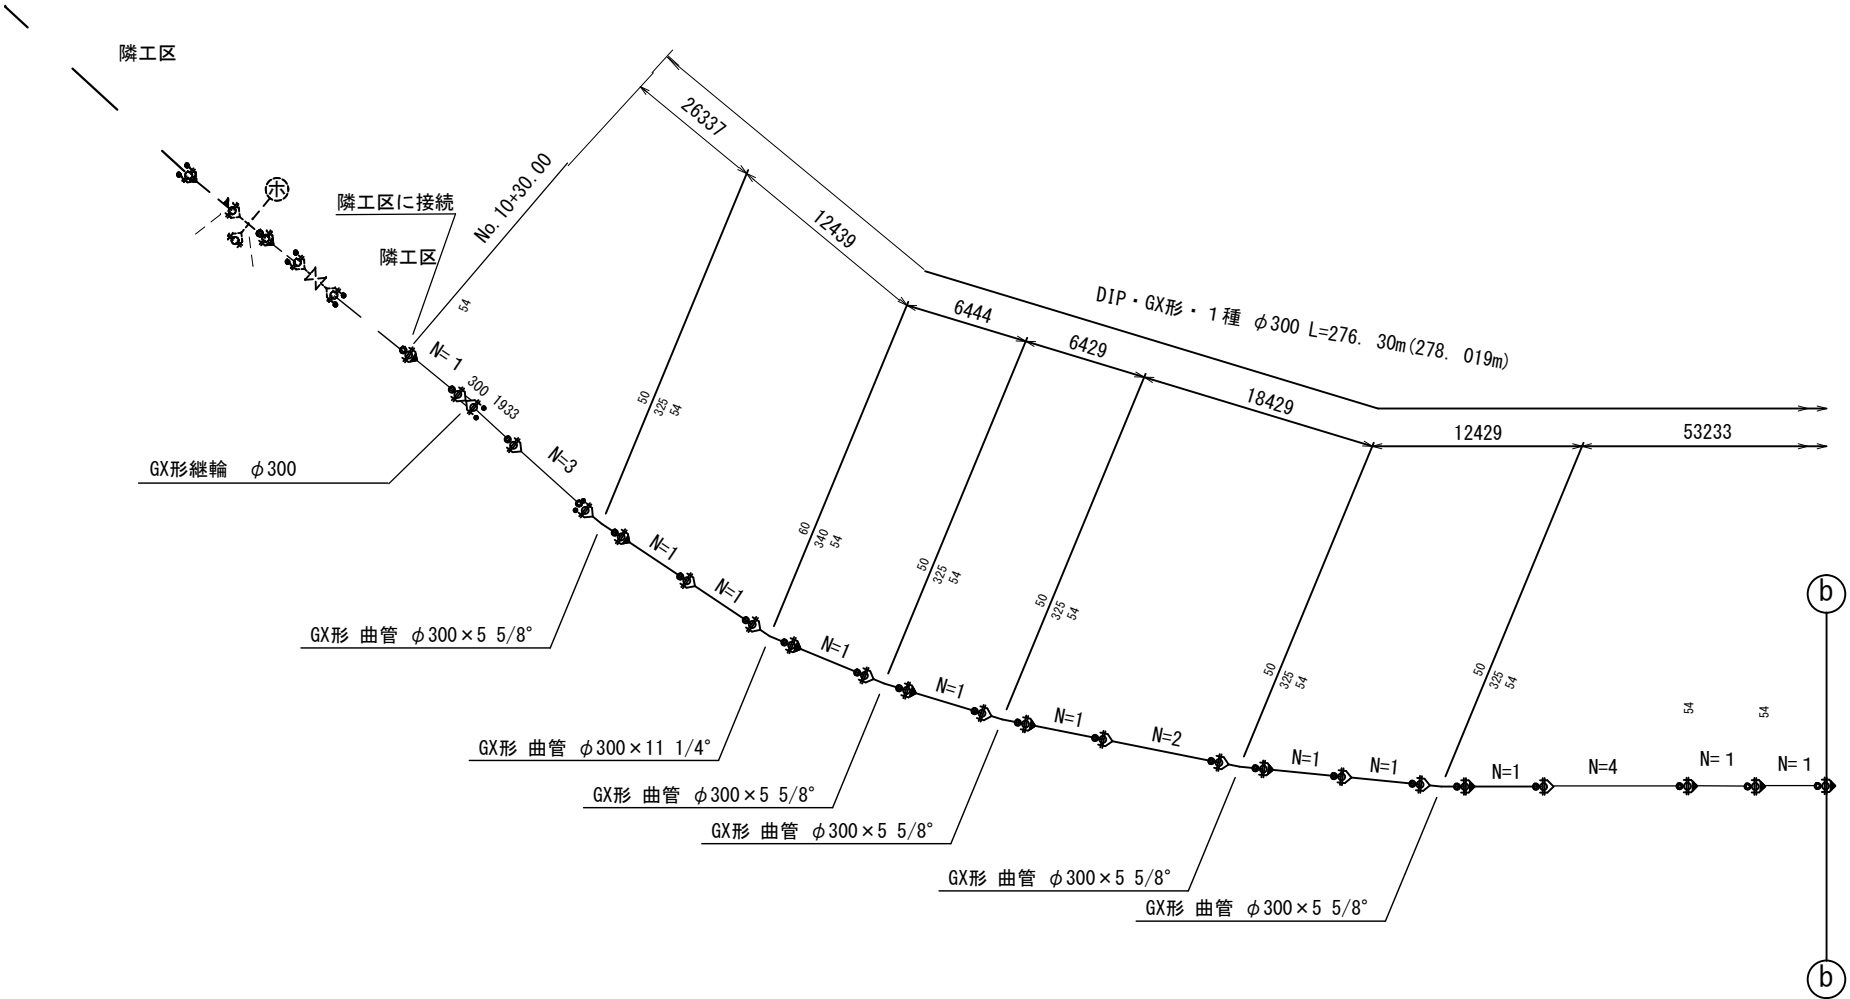 隣工区
ホ
隣工区に接続
隣工区
No. 10+30.00
54
26337
12439
6444
6429
18429
12429
53233
DIP・GX形・１種 φ300 L=276. 30m(278. 019m)
N=１
300 1933
GX形継輪 φ300
N=3
50
325
54
N=1
N=1
GX形 曲管 φ300×5 5/8°
60
340
54
N=1
GX形 曲管 φ300×11 1/4°
50
325
54
N=1
GX形 曲管 φ300×5 5/8°
50
325
54
N=1
N=2
GX形 曲管 φ300×5 5/8°
50
325
54
N=1
N=1
GX形 曲管 φ300×5 5/8°
50
325
54
N=1
N=4
GX形 曲管 φ300×5 5/8°
54
N=１
54
N=１
b
b